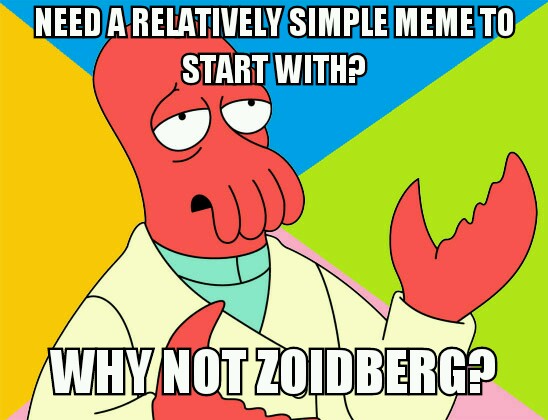 NEED A RELATIVELY SIMPLE MEME TO
START WITH?
WHY NOT ZOIDBERG?